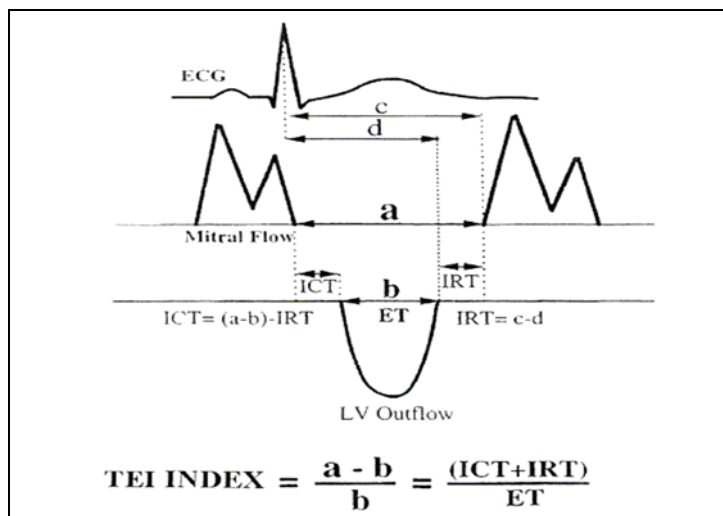 ECG
c
d
a
Mitral Flow
ICT
b
IRT
ICT= (a-b)-IRT
ET
IRT= c-d
LV Outflow
TEI INDEX = a - b / b = (ICT+IRT) / ET